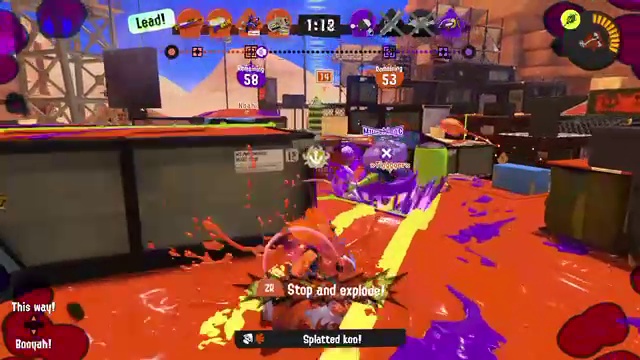 Lead!
1:12
Remaining
58
14
Remaining
53
Noah
ZR Stop and explode!
This way!
Booyah!
Splatted koo!